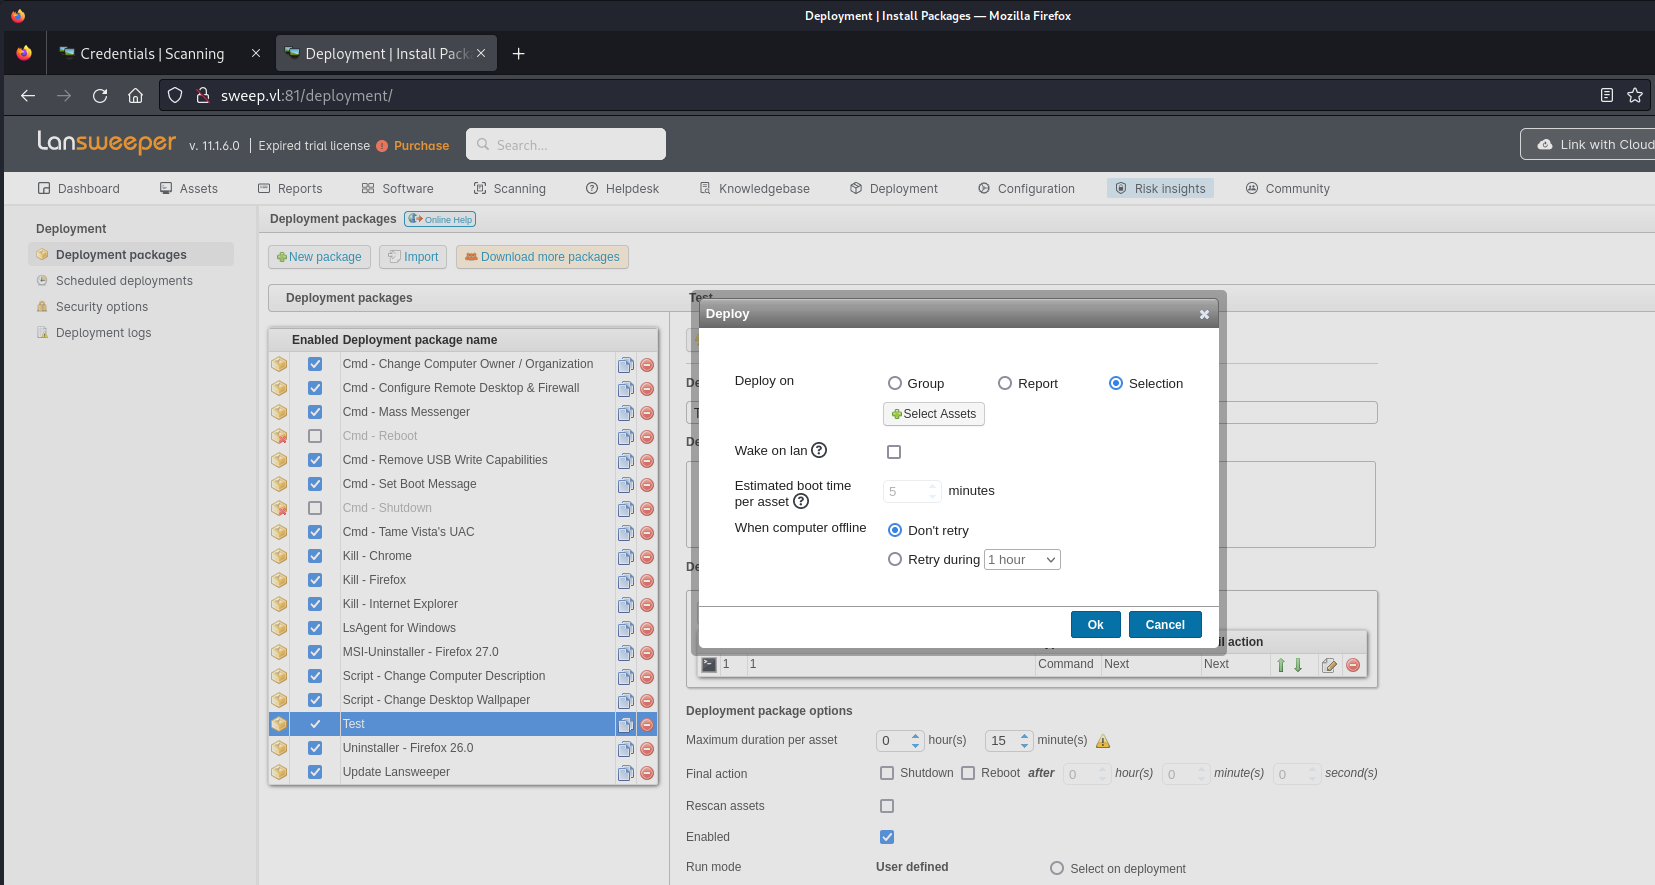 Deployment | Install Packages — Mozilla Firefox
Credentials | Scanning
Deployment | Install Pack
sweep.vl:81/deployment/
Lansweeper v. 11.1.6.0 | Expired trial license Purchase
Search...
Link with Cloud
Dashboard Assets Reports Software Scanning Helpdesk Knowledgebase Deployment Configuration Risk insights Community
Deployment
Deployment packages
Scheduled deployments
Security options
Deployment logs
Deployment packages Online Help
New package Import Download more packages
Deployment packages
Enabled Deployment package name
Cmd - Change Computer Owner / Organization
Cmd - Configure Remote Desktop & Firewall
Cmd - Mass Messenger
Cmd - Reboot
Cmd - Remove USB Write Capabilities
Cmd - Set Boot Message
Cmd - Shutdown
Cmd - Tame Vista's UAC
Kill - Chrome
Kill - Firefox
Kill - Internet Explorer
LsAgent for Windows
MSI-Uninstaller - Firefox 27.0
Script - Change Computer Description
Script - Change Desktop Wallpaper
Test
Uninstaller - Firefox 26.0
Update Lansweeper
Test
Deploy
Deploy on Group Report Selection
Select Assets
Wake on lan
Estimated boot time
per asset 5 minutes
When computer offline Don't retry
Retry during 1 hour
Ok Cancel
action
1 1 Command Next Next
Deployment package options
Maximum duration per asset 0 hour(s) 15 minute(s)
Final action Shutdown Reboot after 0 hour(s) 0 minute(s) 0 second(s)
Rescan assets
Enabled
Run mode User defined Select on deployment